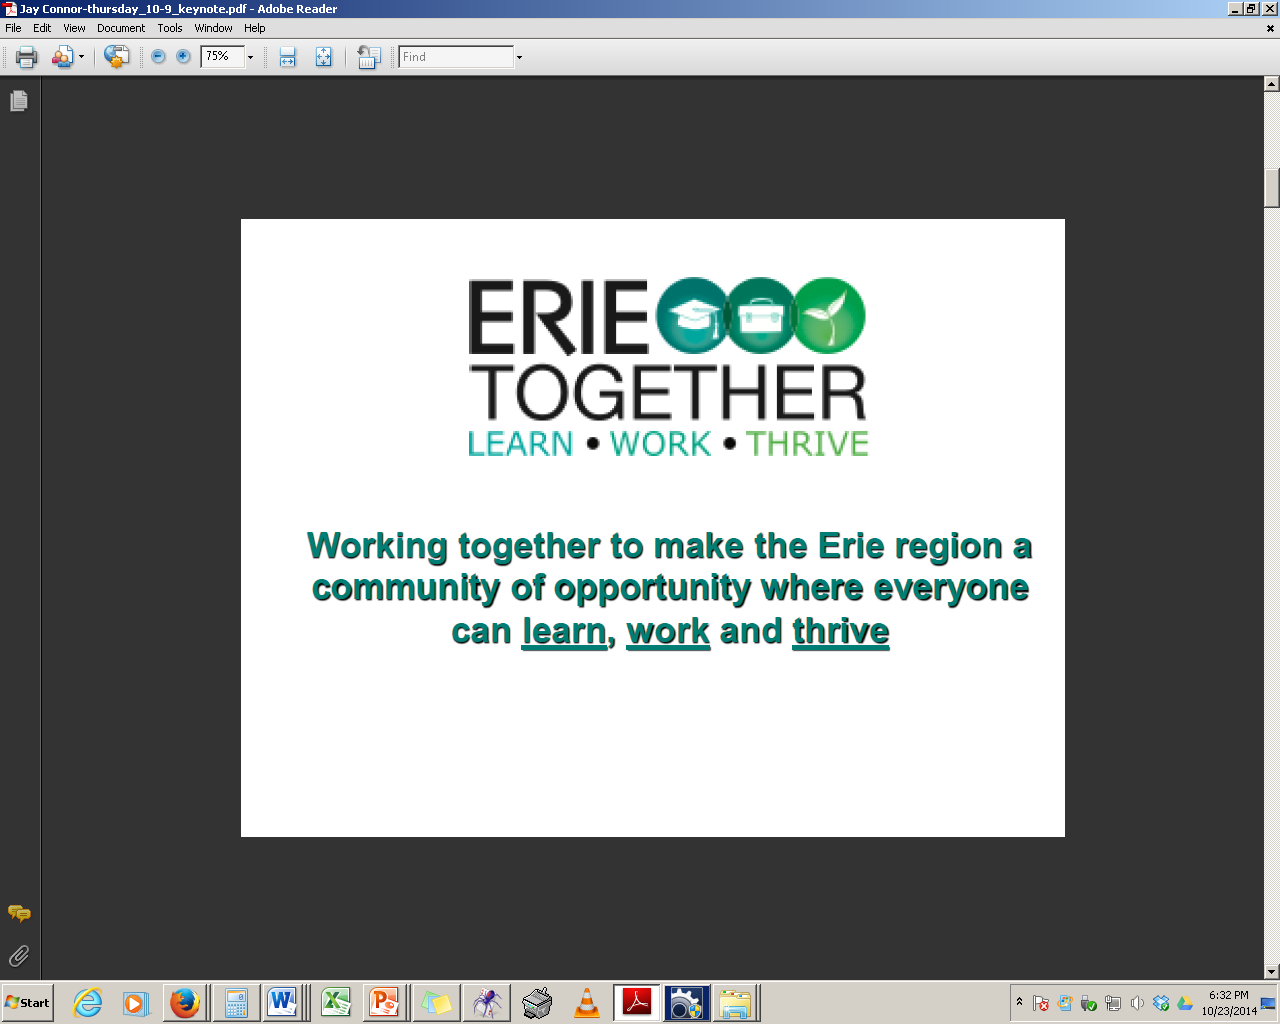 Jay Connor-thursday_10-9_keynote.pdf - Adobe Reader
File Edit View Document Tools Window Help
75%
Find
ERIE
TOGETHER
LEARN • WORK • THRIVE
Working together to make the Erie region a
community of opportunity where everyone
can learn, work and thrive
Start
6:32 PM
10/23/2014